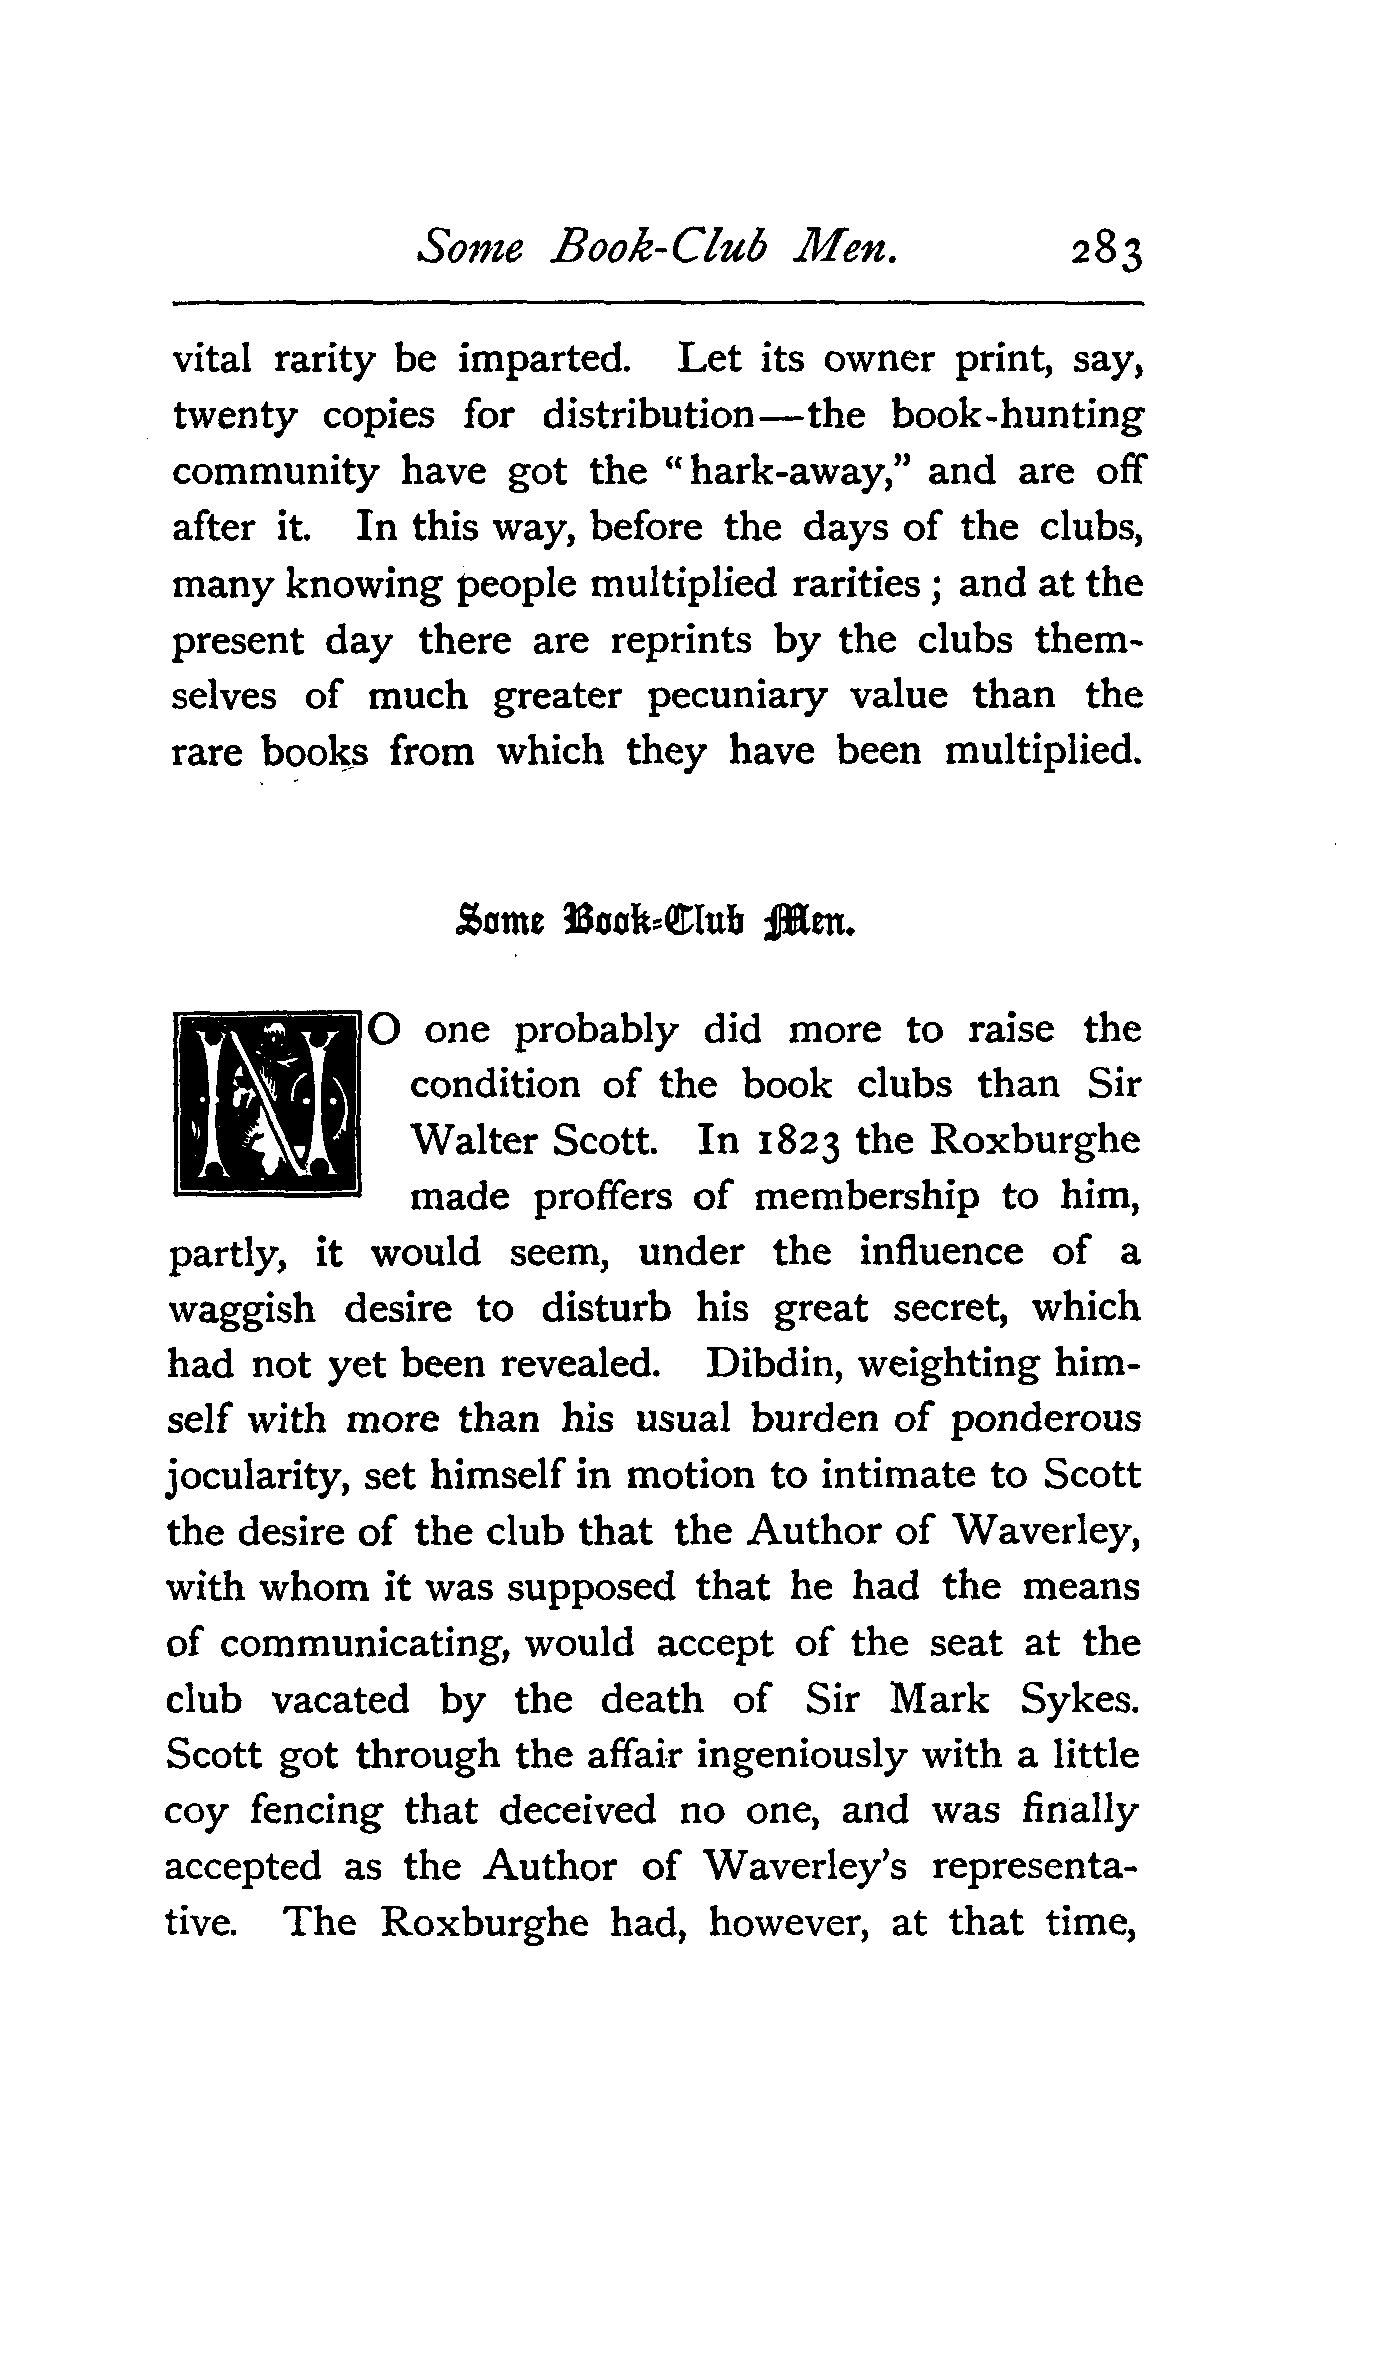 Some Book-Club Men. 283
vital rarity be imparted. Let its owner print, say,
twenty copies for distribution—the book-hunting
community have got the "hark-away," and are off
after it. In this way, before the days of the clubs,
many knowing people multiplied rarities; and at the
present day there are reprints by the clubs them-
selves of much greater pecuniary value than the
rare books from which they have been multiplied.
Some Book-Club Men.
NO one probably did more to raise the
condition of the book clubs than Sir
Walter Scott. In 1823 the Roxburghe
made proffers of membership to him,
partly, it would seem, under the influence of a
waggish desire to disturb his great secret, which
had not yet been revealed. Dibdin, weighting him-
self with more than his usual burden of ponderous
jocularity, set himself in motion to intimate to Scott
the desire of the club that the Author of Waverley,
with whom it was supposed that he had the means
of communicating, would accept of the seat at the
club vacated by the death of Sir Mark Sykes.
Scott got through the affair ingeniously with a little
coy fencing that deceived no one, and was finally
accepted as the Author of Waverley's representa-
tive. The Roxburghe had, however, at that time,